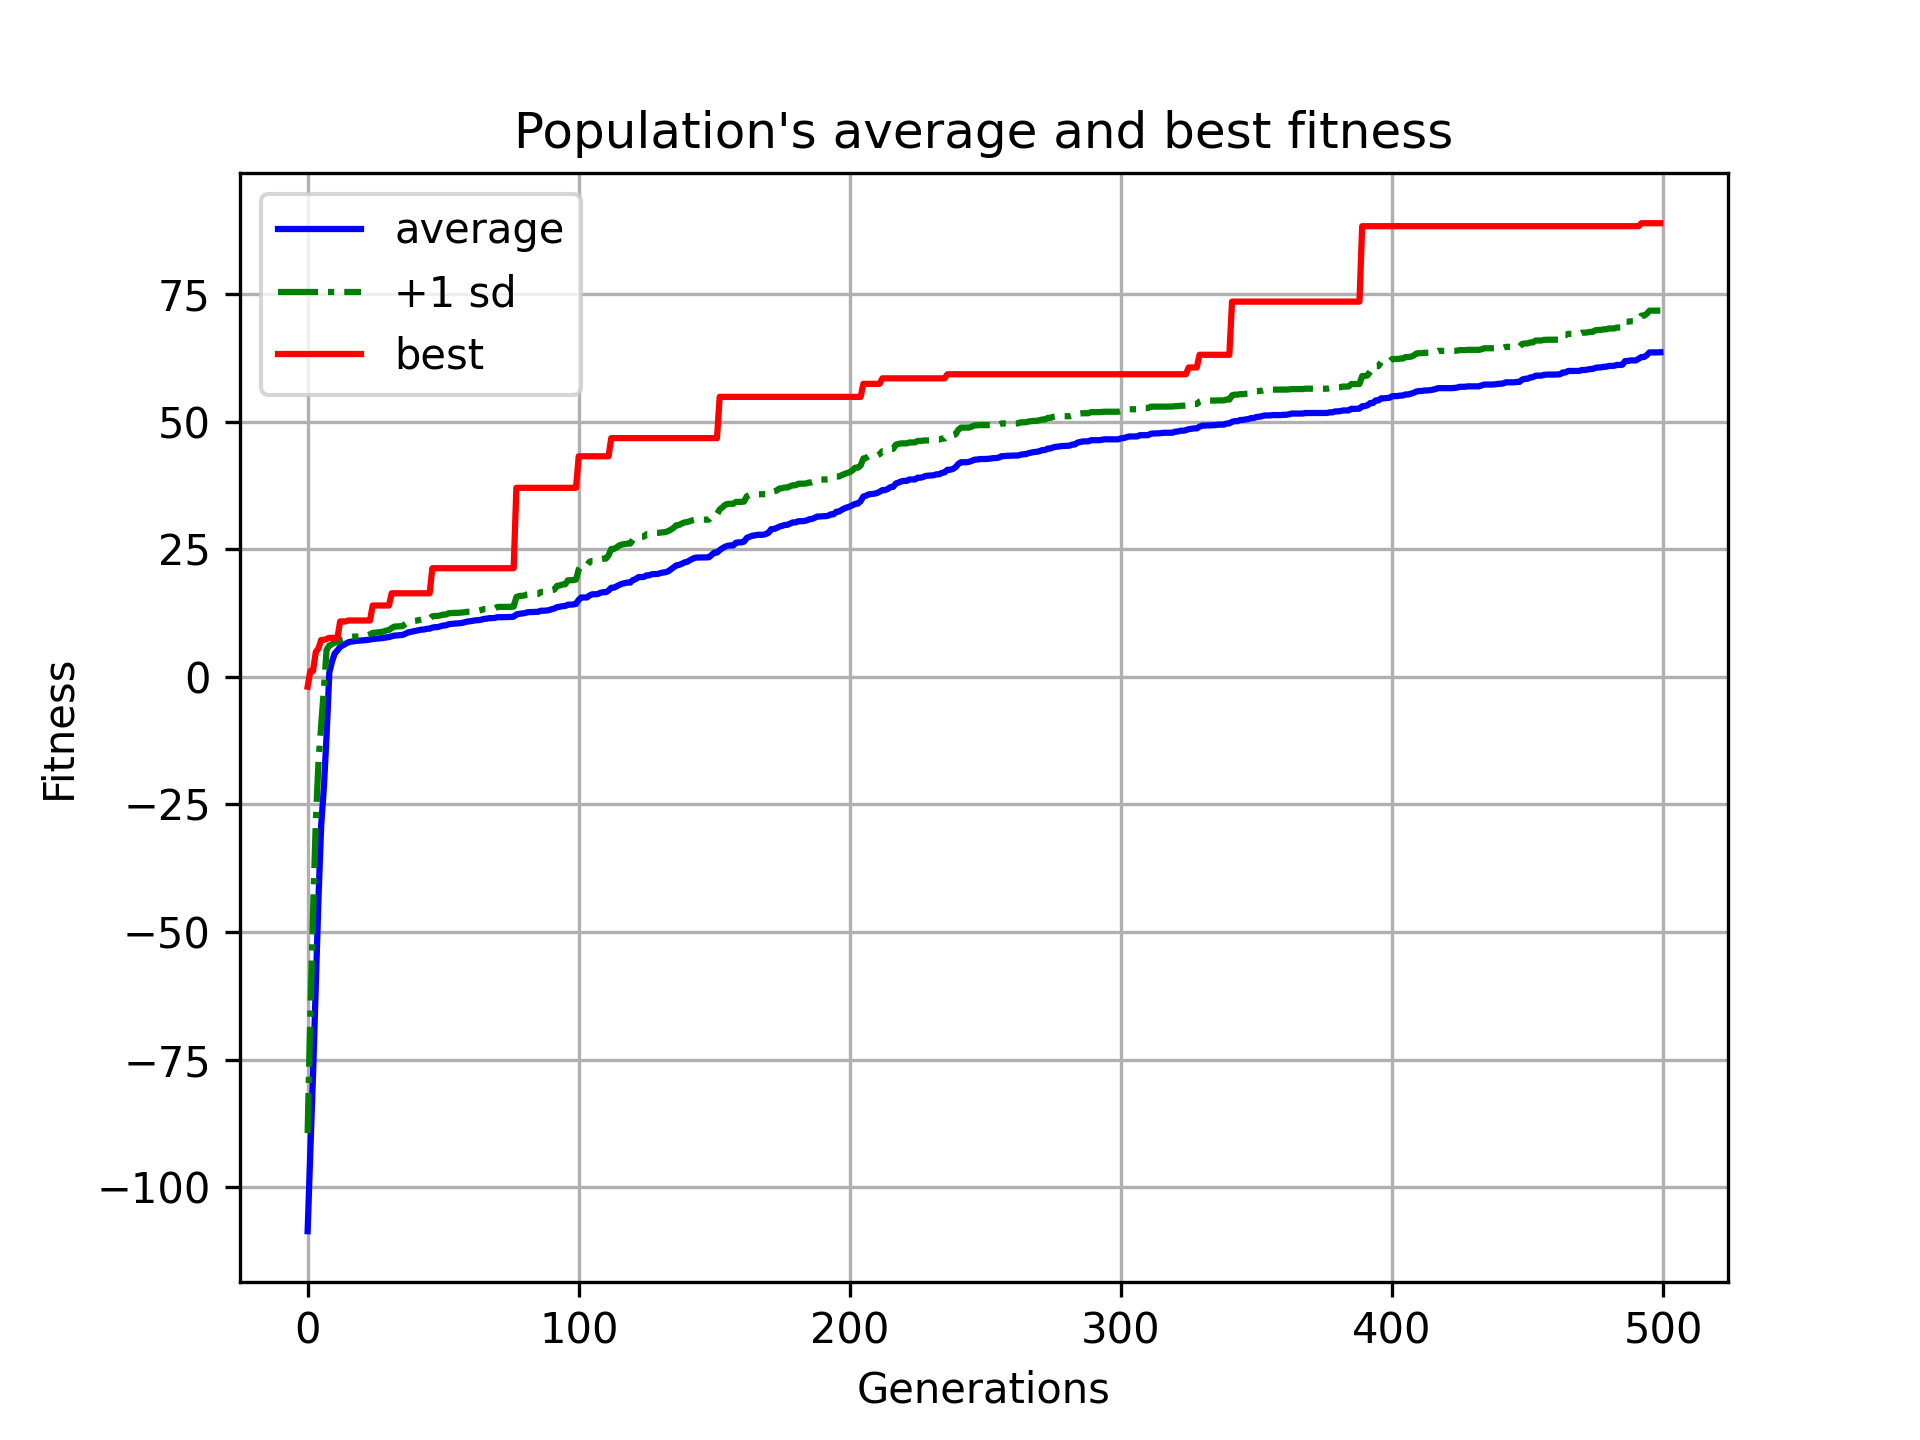 Population's average and best fitness
average
+1 sd
best
75
50
25
0
−25
−50
−75
−100
Fitness
0 100 200 300 400 500
Generations